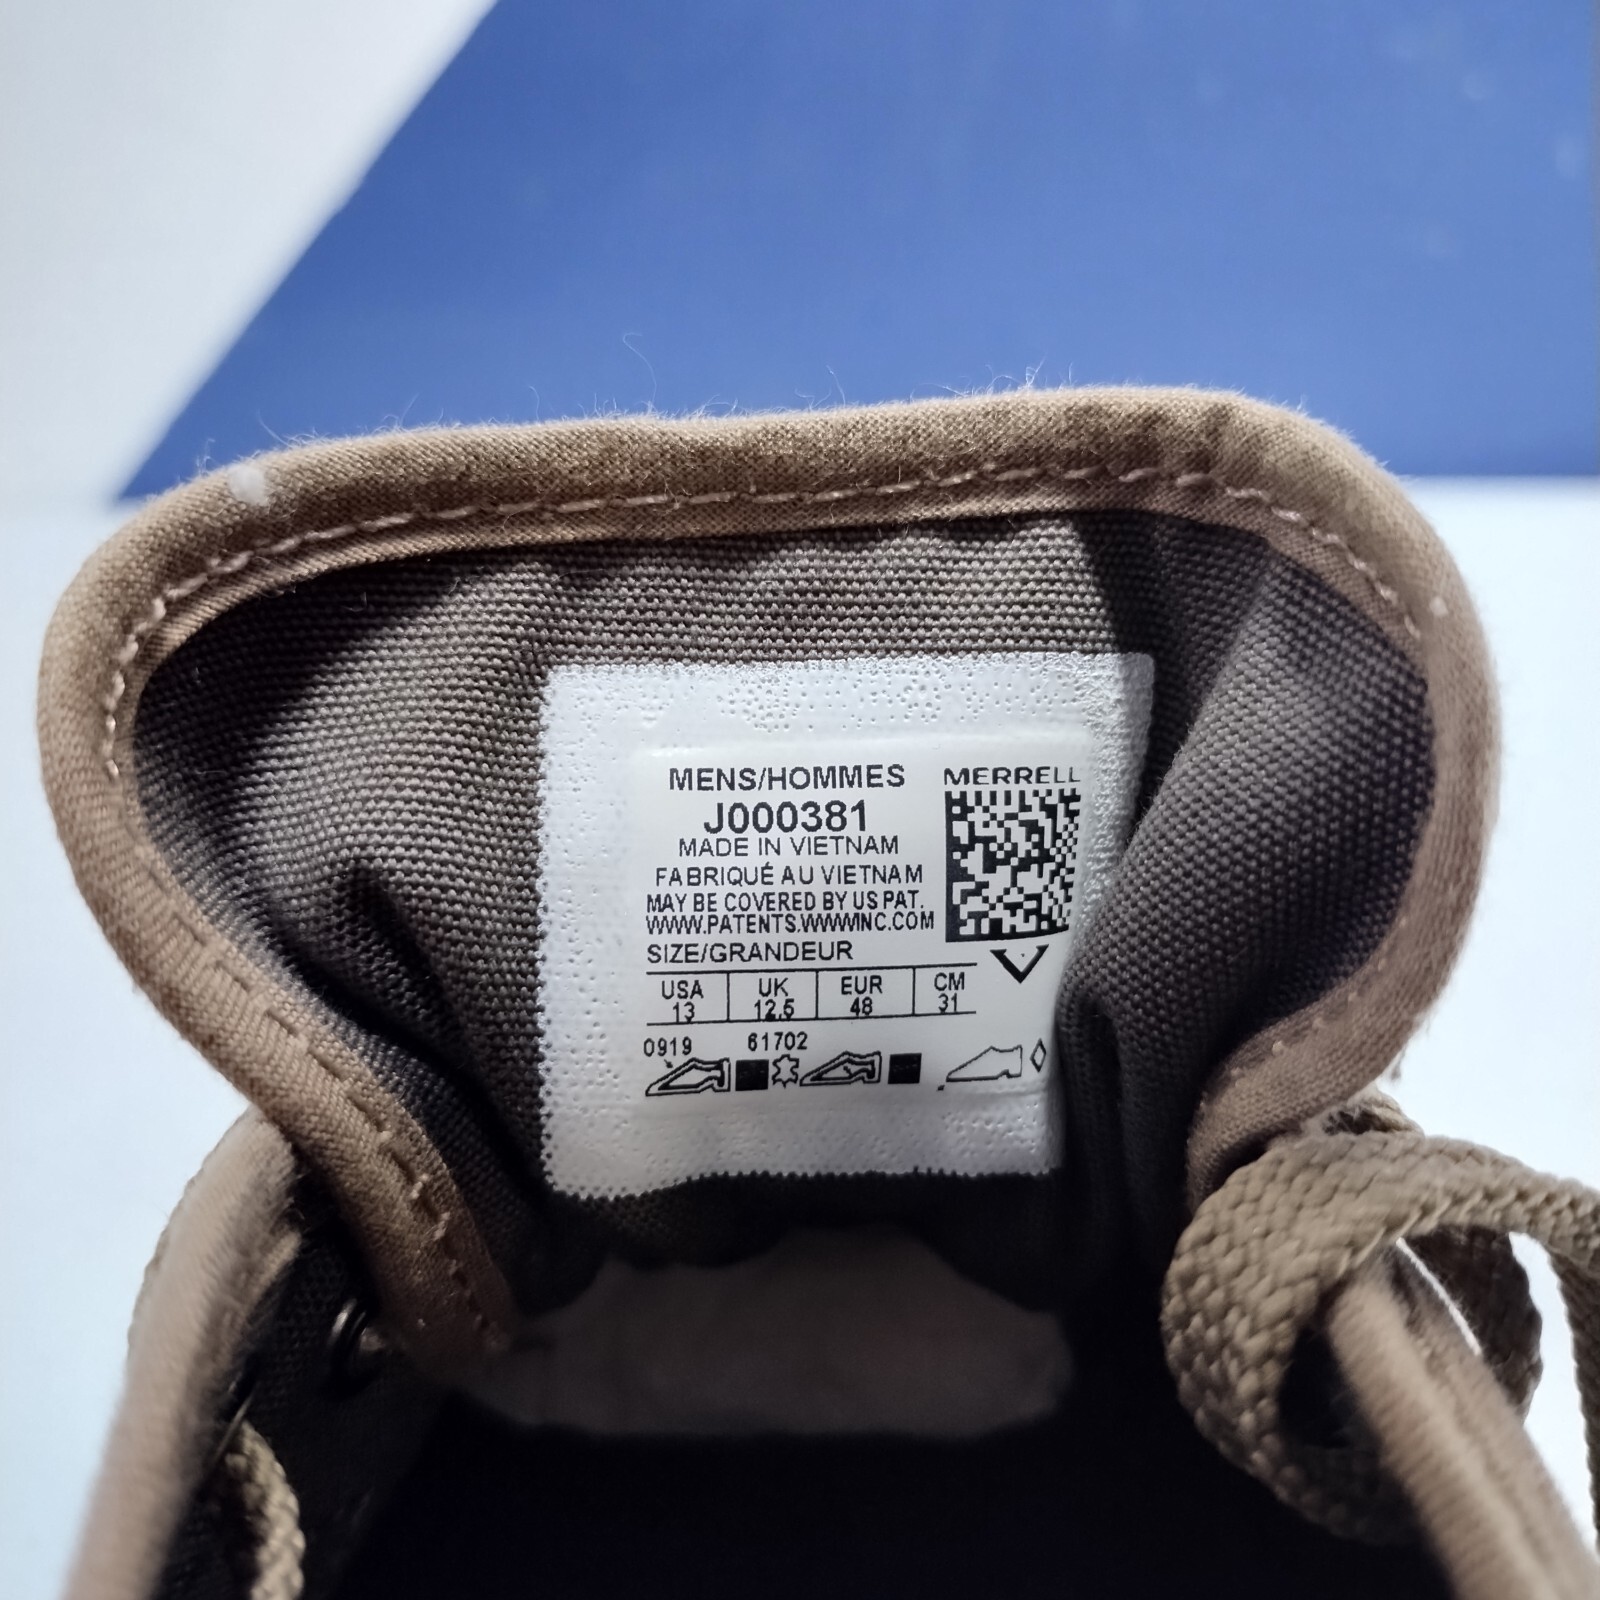 MENS/HOMMES
MERRELL
J000381
MADE IN VIETNAM
FABRIQUÉ AU VIETNAM
MAY BE COVERED BY US PAT.
WWW.PATENTS.WWWINC.COM
SIZE/GRANDEUR
USA UK EUR CM
13 12.5 48 31
0919 61702